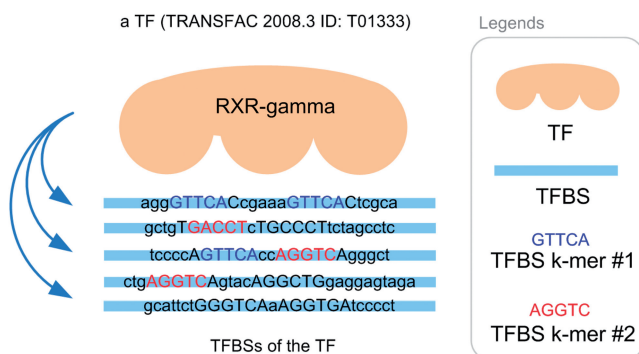 a TF (TRANSFAC 2008.3 ID: T01333)
RXR-gamma
aggGTTCACcgaaaGTTCACtcgca
gctgTGACCTcTGCCCTtctagcctc
tccccAGTTCAccAGGTCAgggct
ctgAGGTCAgtacAGGCTGgaggagtaga
gcattctGGGTCAaAGGTGAtcccct
TFBSs of the TF
Legends
TF
TFBS
GTTCA
TFBS k-mer #1
AGGTC
TFBS k-mer #2